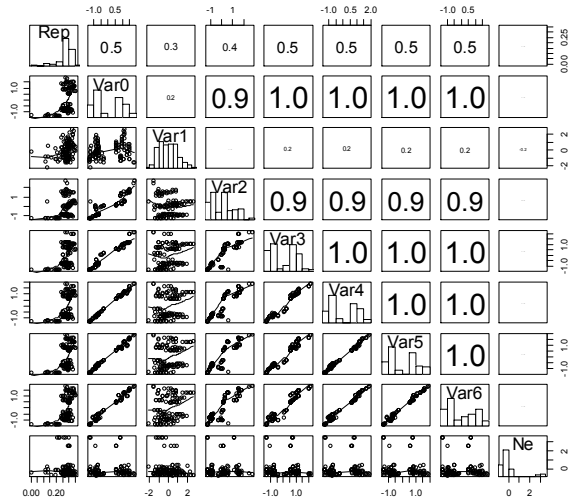 -1.0 0.5 -1 1 -1.0 0.5 2.0 -1.0 0.5
Rep 0.5 0.3 0.4 0.5 0.5 0.5 0.5 0.00 0.15 0.25
-1.0 1.0 Var0 0.2 0.9 1.0 1.0 1.0 1.0
Var1 0.2 0.2 0.2 0.2 -0.2 -2 0 2
-1 1 Var2 0.9 0.9 0.9 0.9
Var3 1.0 1.0 1.0 -1.0 1.0
-1.0 1.0 Var4 1.0 1.0
Var5 1.0 -1.0 1.0
-1.0 1.0 Var6
Ne 0 2
0.00 0.20 -2 0 2 -1.0 1.0 -1.0 1.0 0 2